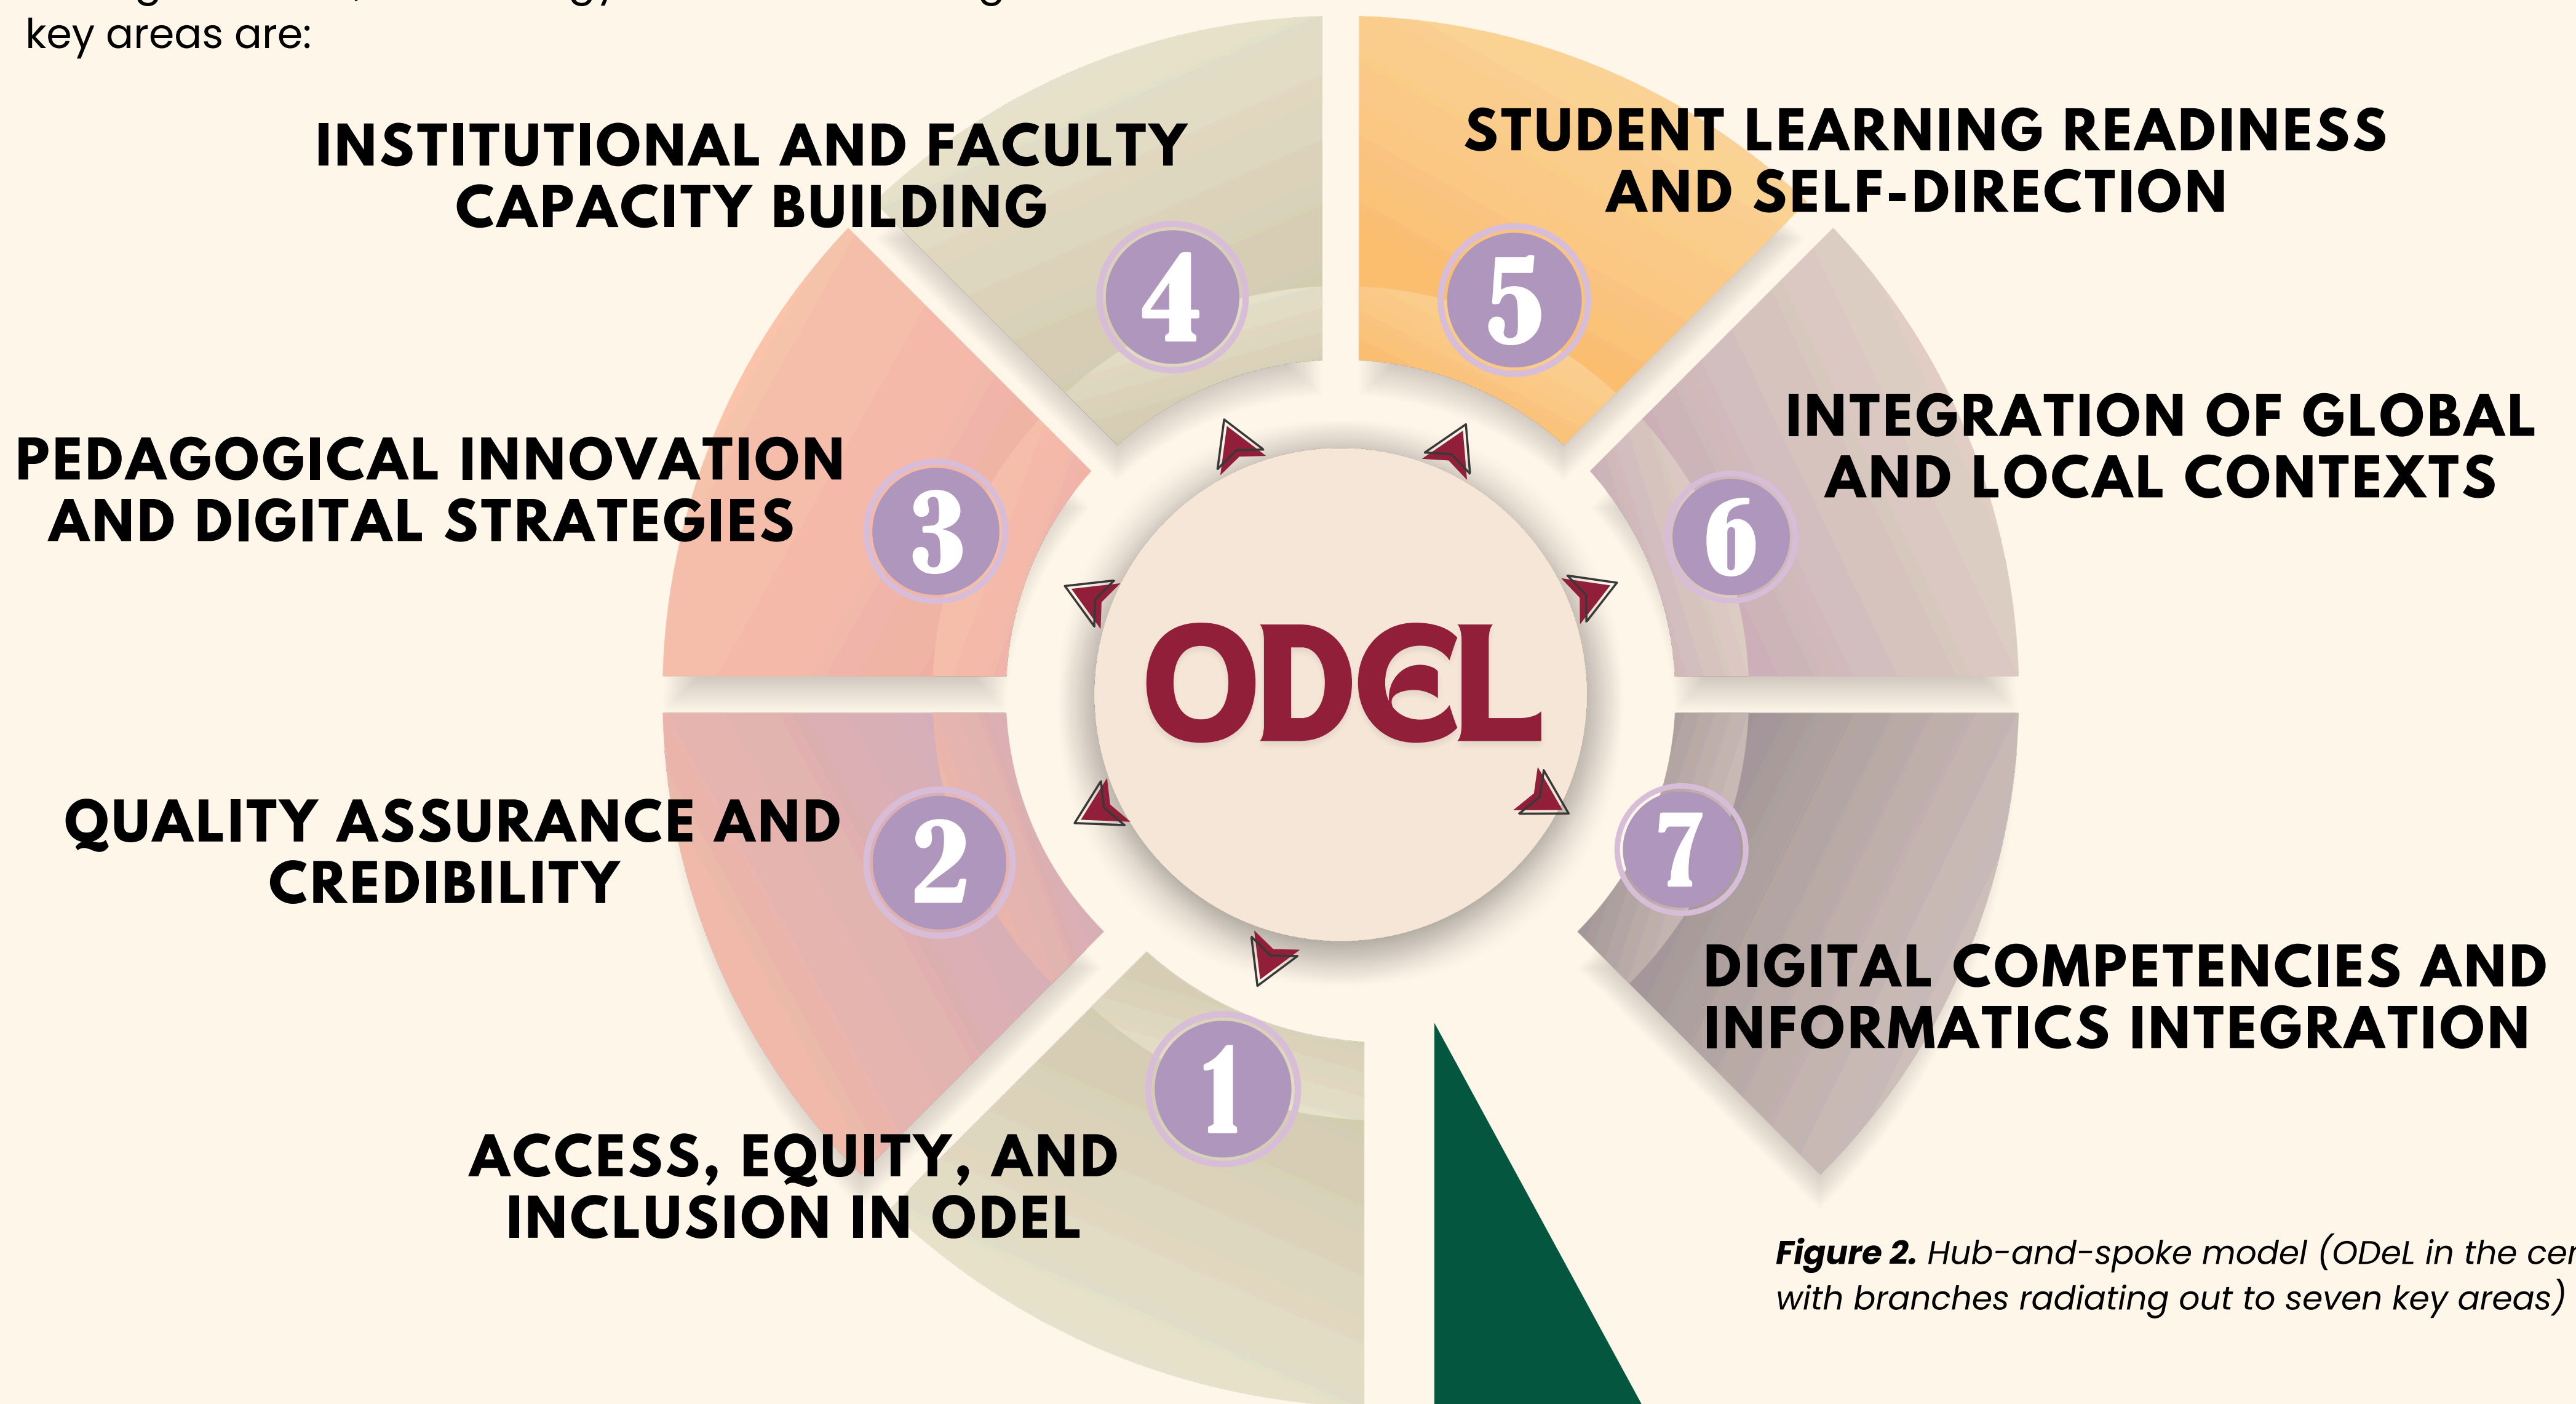 key areas are:
INSTITUTIONAL AND FACULTY
CAPACITY BUILDING
4
STUDENT LEARNING READINESS
AND SELF-DIRECTION
5
PEDAGOGICAL INNOVATION
AND DIGITAL STRATEGIES
3
INTEGRATION OF GLOBAL
AND LOCAL CONTEXTS
6
ODEL
QUALITY ASSURANCE AND
CREDIBILITY
2
7
DIGITAL COMPETENCIES AND
INFORMATICS INTEGRATION
1
ACCESS, EQUITY, AND
INCLUSION IN ODEL
Figure 2. Hub-and-spoke model (ODeL in the
with branches radiating out to seven key areas)